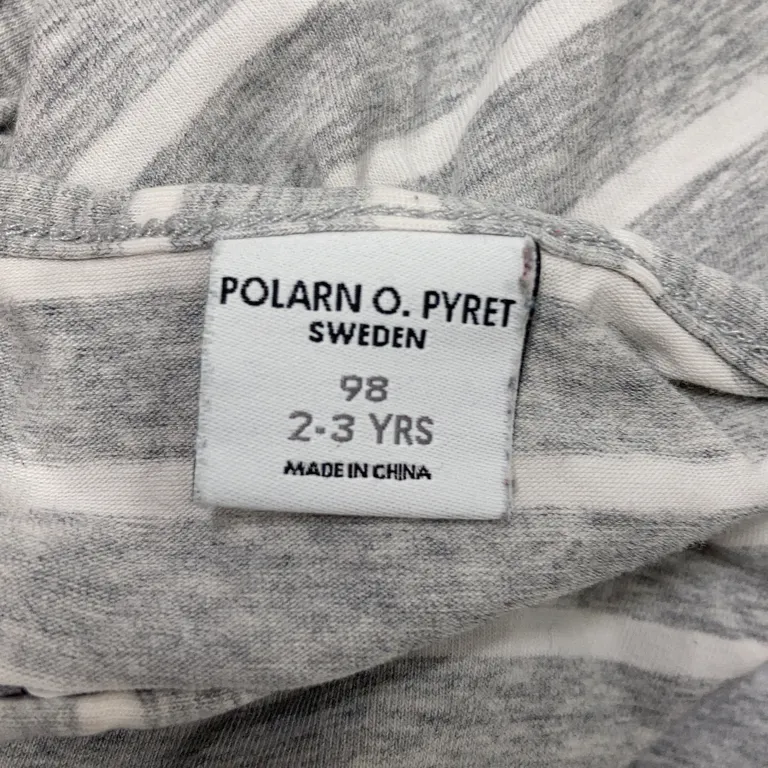 POLARN O. PYRET
SWEDEN
98
2-3 YRS
MADE IN CHINA